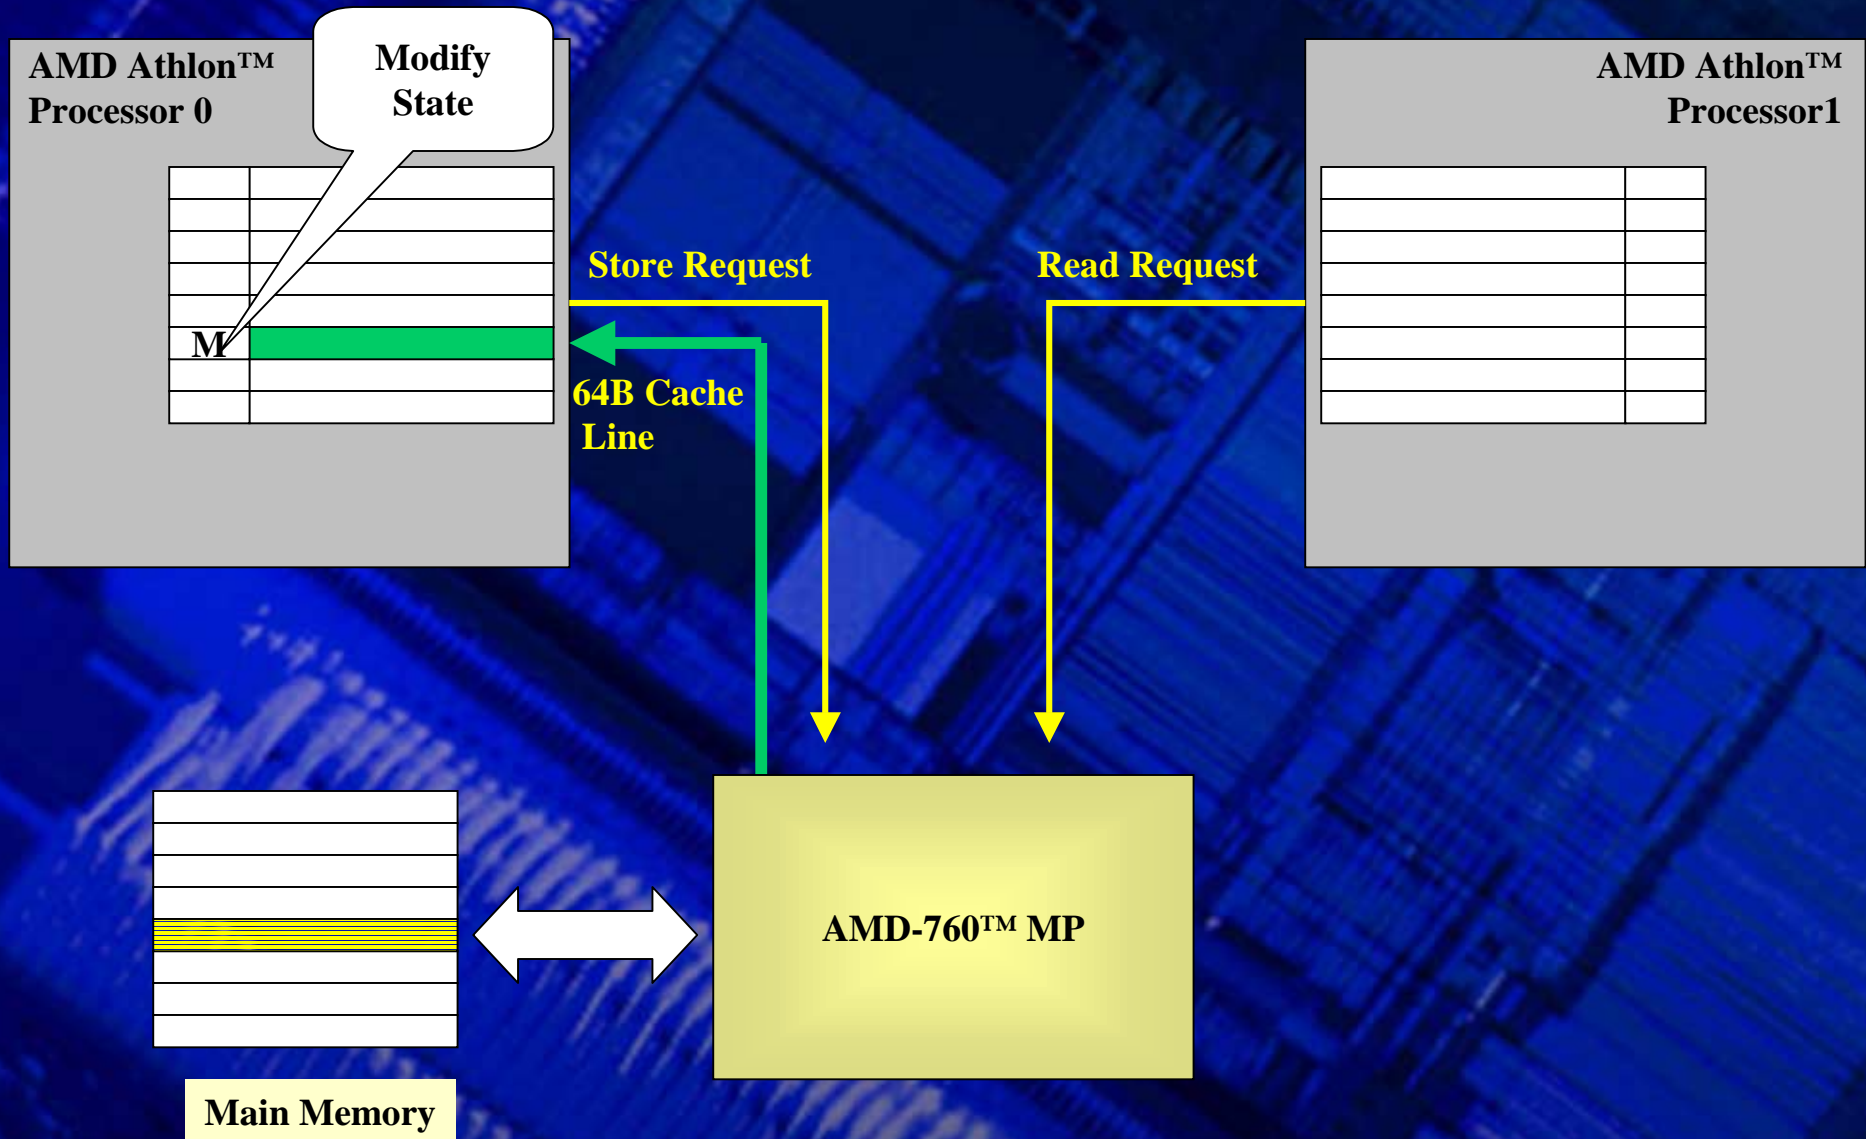 AMD Athlon™
Processor 0
Modify
State
AMD Athlon™
Processor1
Store Request
Read Request
M
64B Cache
Line
AMD-760™ MP
Main Memory